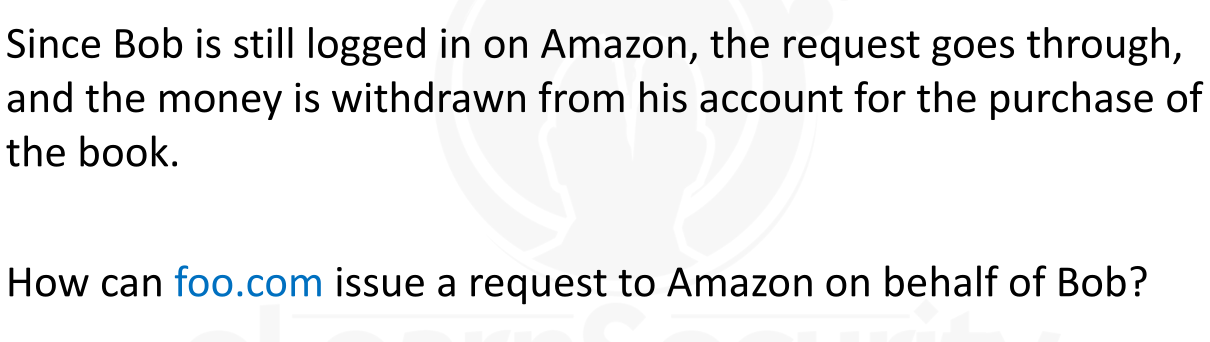 Since Bob is still logged in on Amazon, the request goes through,
and the money is withdrawn from his account for the purchase of
the book.
How can foo.com issue a request to Amazon on behalf of Bob?
eLearnSecurity